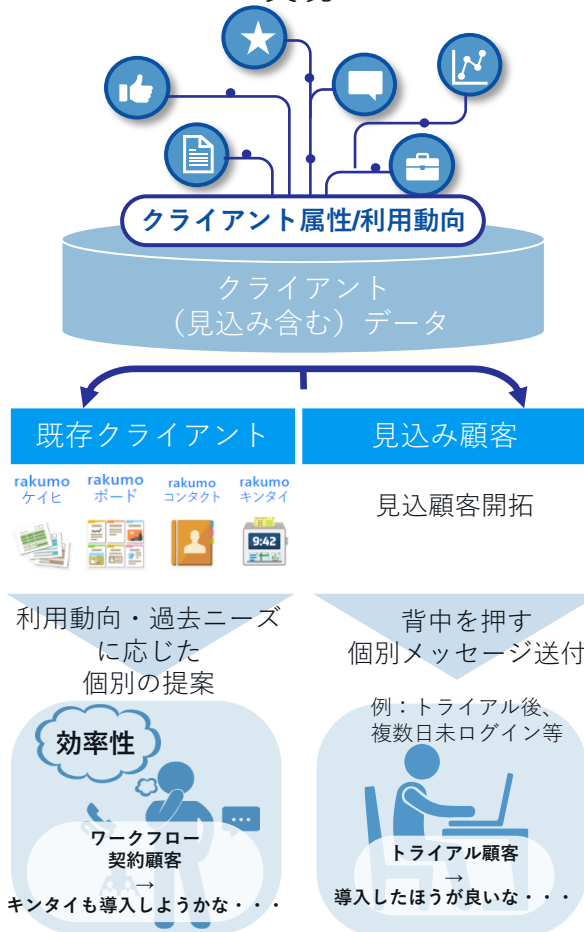 クライアント属性/利用動向
クライアント
（見込み含む）データ
既存クライアント
見込み顧客
rakumo
ケイヒ
rakumo
ボード
rakumo
コンタクト
rakumo
キンタイ
9:42
見込顧客開拓
利用動向・過去ニーズ
に応じた
個別の提案
背中を押す
個別メッセージ送付
例：トライアル後、
複数日未ログイン等
効率性
ワークフロー
契約顧客
→
キンタイも導入しようかな・・・
トライアル顧客
→
導入したほうが良いな・・・